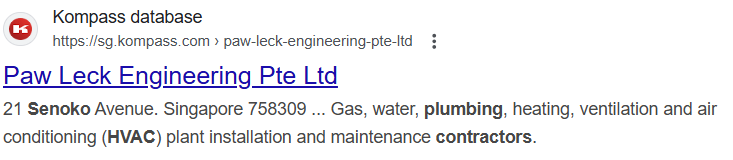 Kompass database
https://sg.kompass.com › paw-leck-engineering-pte-ltd
Paw Leck Engineering Pte Ltd
21 Senoko Avenue. Singapore 758309 ... Gas, water, plumbing, heating, ventilation and air
conditioning (HVAC) plant installation and maintenance contractors.